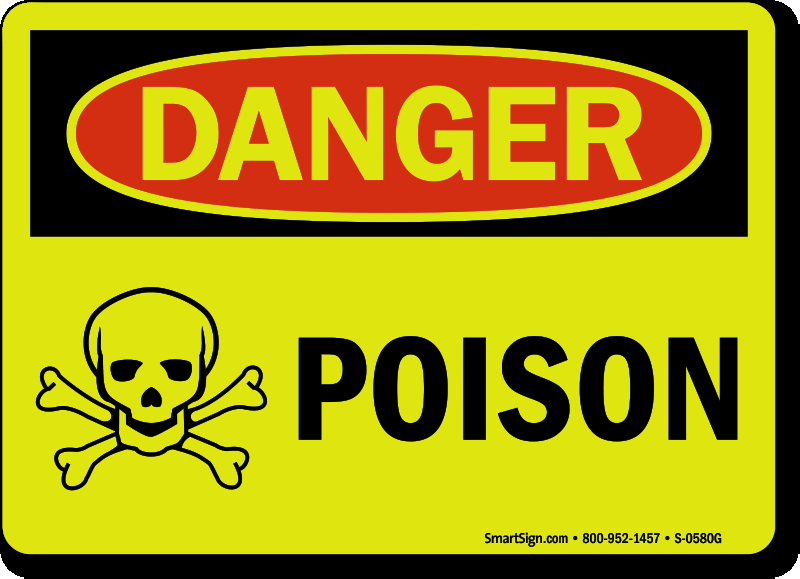 DANGER
POISON
SmartSign.com • 800-952-1457 • S-0580G